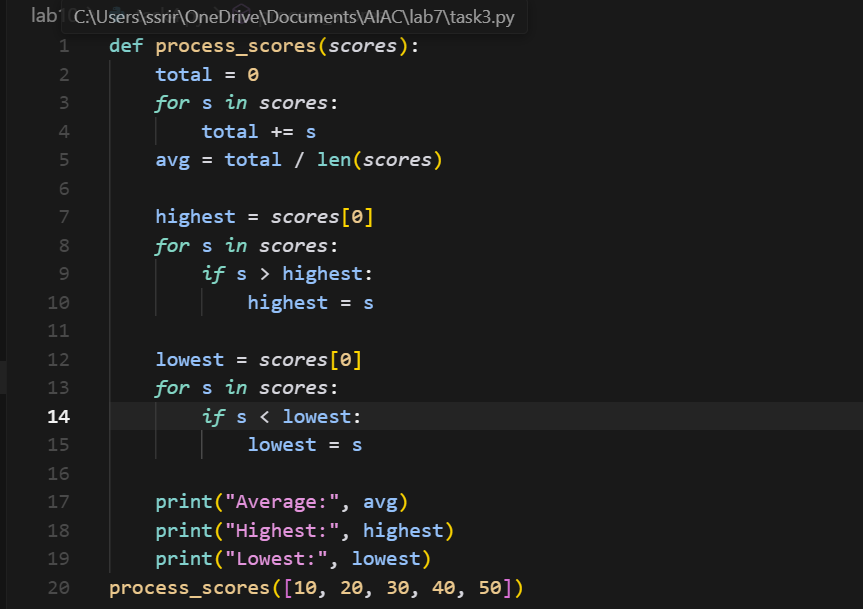 lab
C:\Users\ssrif\OneDrive\Documents\AIAC\lab7\task3.py
1 def process_scores(scores):
2     total = 0
3     for s in scores:
4         total += s
5     avg = total / len(scores)
6
7     highest = scores[0]
8     for s in scores:
9         if s > highest:
10             highest = s
11
12     lowest = scores[0]
13     for s in scores:
14         if s < lowest:
15             lowest = s
16
17     print("Average:", avg)
18     print("Highest:", highest)
19     print("Lowest:", lowest)
20 process_scores([10, 20, 30, 40, 50])